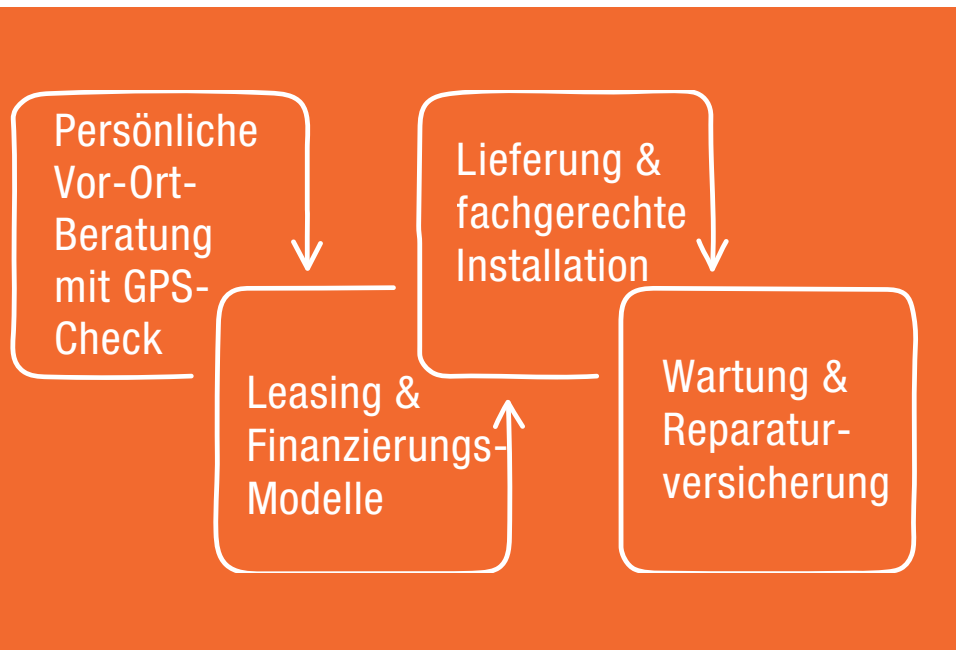 Persönliche
Vor-Ort-
Beratung
mit GPS-
Check
Leasing &
Finanzierungs-
Modelle
Lieferung &
fachgerechte
Installation
Wartung &
Reparatur-
versicherung